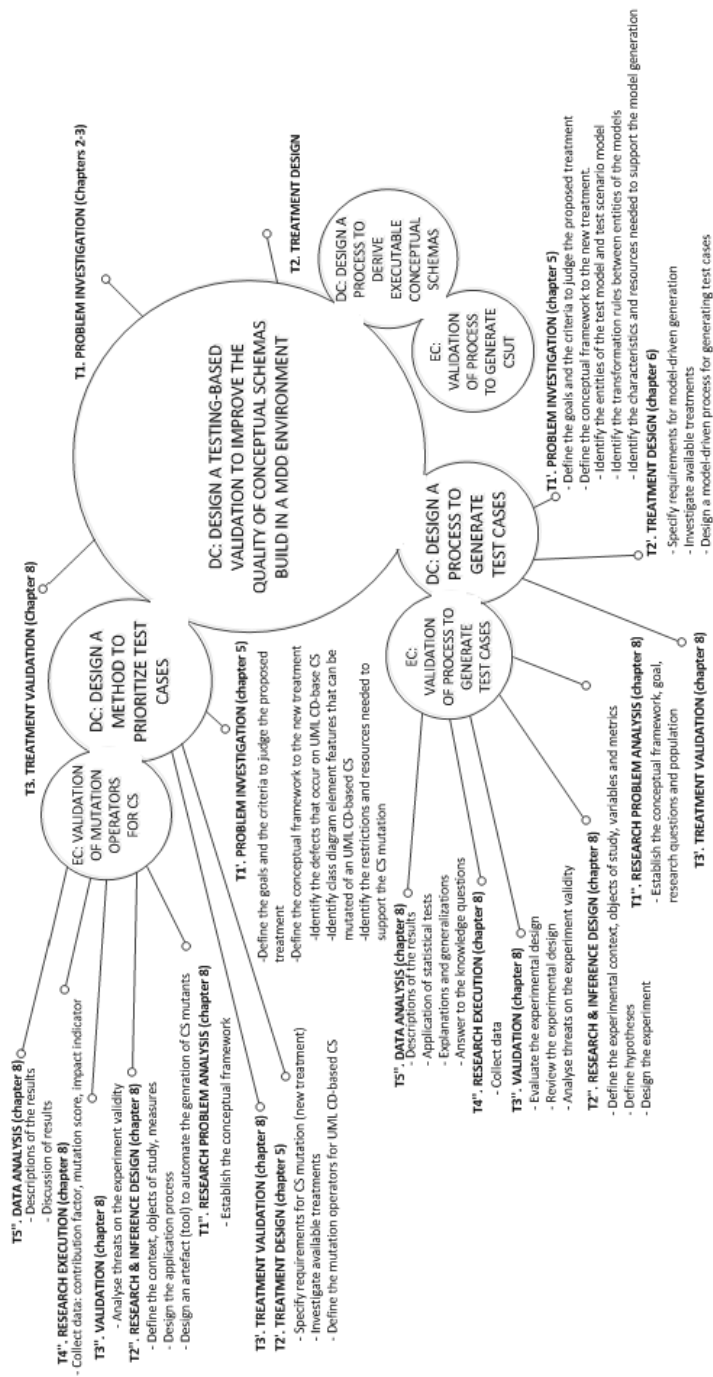 T5". DATA ANALYSIS (chapter 8)
- Descriptions of the results
- Discussion of results
T4". RESEARCH EXECUTION (chapter 8)
- Collect data: contribution factor, mutation score, impact indicator
T3". VALIDATION (chapter 8)
- Analyse threats on the experiment validity
T2". RESEARCH & INFERENCE DESIGN (chapter 8)
- Define the context, objects of study, measures
- Design the application process
- Design an artefact (tool) to automate the genration of CS mutants
T1". RESEARCH PROBLEM ANALYSIS (chapter 8)
- Establish the conceptual framework
T3'. TREATMENT VALIDATION (chapter 8)
T2'. TREATMENT DESIGN (chapter 5)
- Specify requirements for CS mutation (new treatment)
- Investigate available treatments
- Define the mutation operators for UML CD-based CS
EC: VALIDATION
OF MUTATION
OPERATORS
FOR CS
DC: DESIGN A
METHOD TO
PRIORITIZE TEST
CASES
T3. TREATMENT VALIDATION (Chapter 8)
T1'. PROBLEM INVESTIGATION (chapter 5)
-Define the goals and the criteria to judge the proposed
treatment
-Define the conceptual framework to the new treatment
-Identify the defects that occur on UML CD-base CS
-Identify class diagram element features that can be
mutated of an UML CD-based CS
-Identify the restrictions and resources needed to
support the CS mutation
T1. PROBLEM INVESTIGATION (Chapters 2-3)
DC: DESIGN A TESTING-BASED
VALIDATION TO IMPROVE THE
QUALITY OF CONCEPTUAL SCHEMAS
BUILD IN A MDD ENVIRONMENT
T2. TREATMENT DESIGN
DC: DESIGN A
PROCESS TO
DERIVE
EXECUTABLE
CONCEPTUAL
SCHEMAS
EC:
VALIDATION
OF PROCESS
TO GENERATE
CSUT
DC: DESIGN A
PROCESS TO
GENERATE
TEST CASES
EC:
VALIDATION
OF PROCESS TO
GENERATE
TEST CASES
T5". DATA ANALYSIS (chapter 8)
- Descriptions of the results
- Application of statistical tests
- Explanations and generalizations
- Answer to the knowledge questions
T4". RESEARCH EXECUTION (chapter 8)
- Collect data
T3". VALIDATION (chapter 8)
- Evaluate the experimental design
- Review the experimental design
- Analyse threats on the experiment validity
T2". RESEARCH & INFERENCE DESIGN (chapter 8)
- Define the experimental context, objects of study, variables and metrics
- Define hypotheses
- Design the experiment
T1". RESEARCH PROBLEM ANALYSIS (chapter 8)
- Establish the conceptual framework, goal,
research questions and population
T3'. TREATMENT VALIDATION (chapter 8)
T1'. PROBLEM INVESTIGATION (chapter 5)
- Define the goals and the criteria to judge the proposed treatment
- Define the conceptual framework to the new treatment.
- Identify the entities of the test model and test scenario model
- Identify the transformation rules between entities of the models
- Identify the characteristics and resources needed to support the model generation
T2'. TREATMENT DESIGN (chapter 6)
- Specify requirements for model-driven generation
- Investigate available treatments
- Design a model-driven process for generating test cases